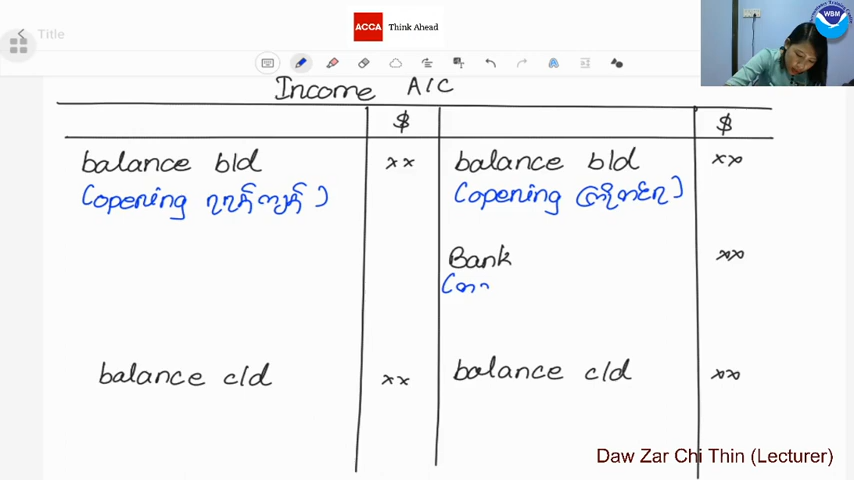 Title
ACCA Think Ahead
WBM
Income A/C
$ $
balance b/d xx balance b/d xx
(opening ရရန်ကျန်) (opening ကြိုတင်ရ)
Bank xx
balance c/d xx balance c/d xx
Daw Zar Chi Thin (Lecturer)